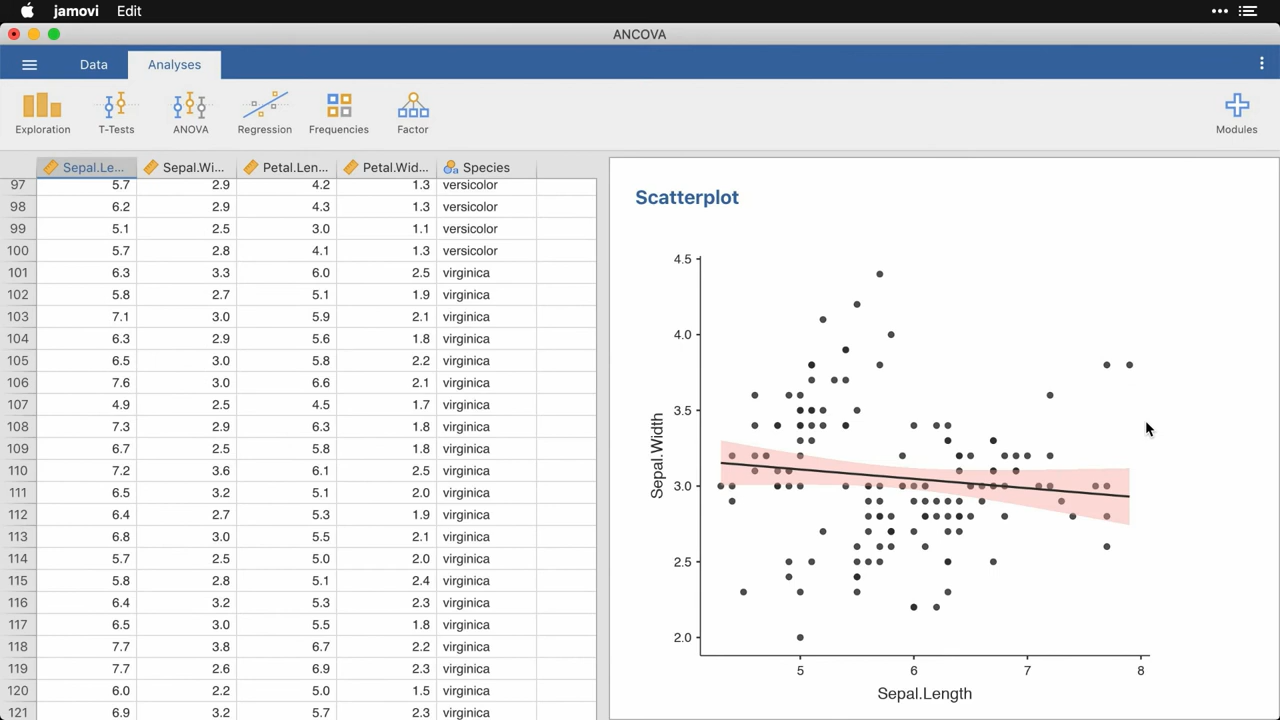 jamovi Edit
ANCOVA
Data Analyses
Exploration T-Tests ANOVA Regression Frequencies Factor Modules
Sepal.Le... Sepal.Wi... Petal.Len... Petal.Wid... Species
97 5.7 2.9 4.2 1.3 versicolor
98 6.2 2.9 4.3 1.3 versicolor
99 5.1 2.5 3.0 1.1 versicolor
100 5.7 2.8 4.1 1.3 versicolor
101 6.3 3.3 6.0 2.5 virginica
102 5.8 2.7 5.1 1.9 virginica
103 7.1 3.0 5.9 2.1 virginica
104 6.3 2.9 5.6 1.8 virginica
105 6.5 3.0 5.8 2.2 virginica
106 7.6 3.0 6.6 2.1 virginica
107 4.9 2.5 4.5 1.7 virginica
108 7.3 2.9 6.3 1.8 virginica
109 6.7 2.5 5.8 1.8 virginica
110 7.2 3.6 6.1 2.5 virginica
111 6.5 3.2 5.1 2.0 virginica
112 6.4 2.7 5.3 1.9 virginica
113 6.8 3.0 5.5 2.1 virginica
114 5.7 2.5 5.0 2.0 virginica
115 5.8 2.8 5.1 2.4 virginica
116 6.4 3.2 5.3 2.3 virginica
117 6.5 3.0 5.5 1.8 virginica
118 7.7 3.8 6.7 2.2 virginica
119 7.7 2.6 6.9 2.3 virginica
120 6.0 2.2 5.0 1.5 virginica
121 6.9 3.2 5.7 2.3 virginica
Scatterplot
4.5
4.0
3.5
3.0
2.5
2.0
Sepal.Width
5 6 7 8
Sepal.Length